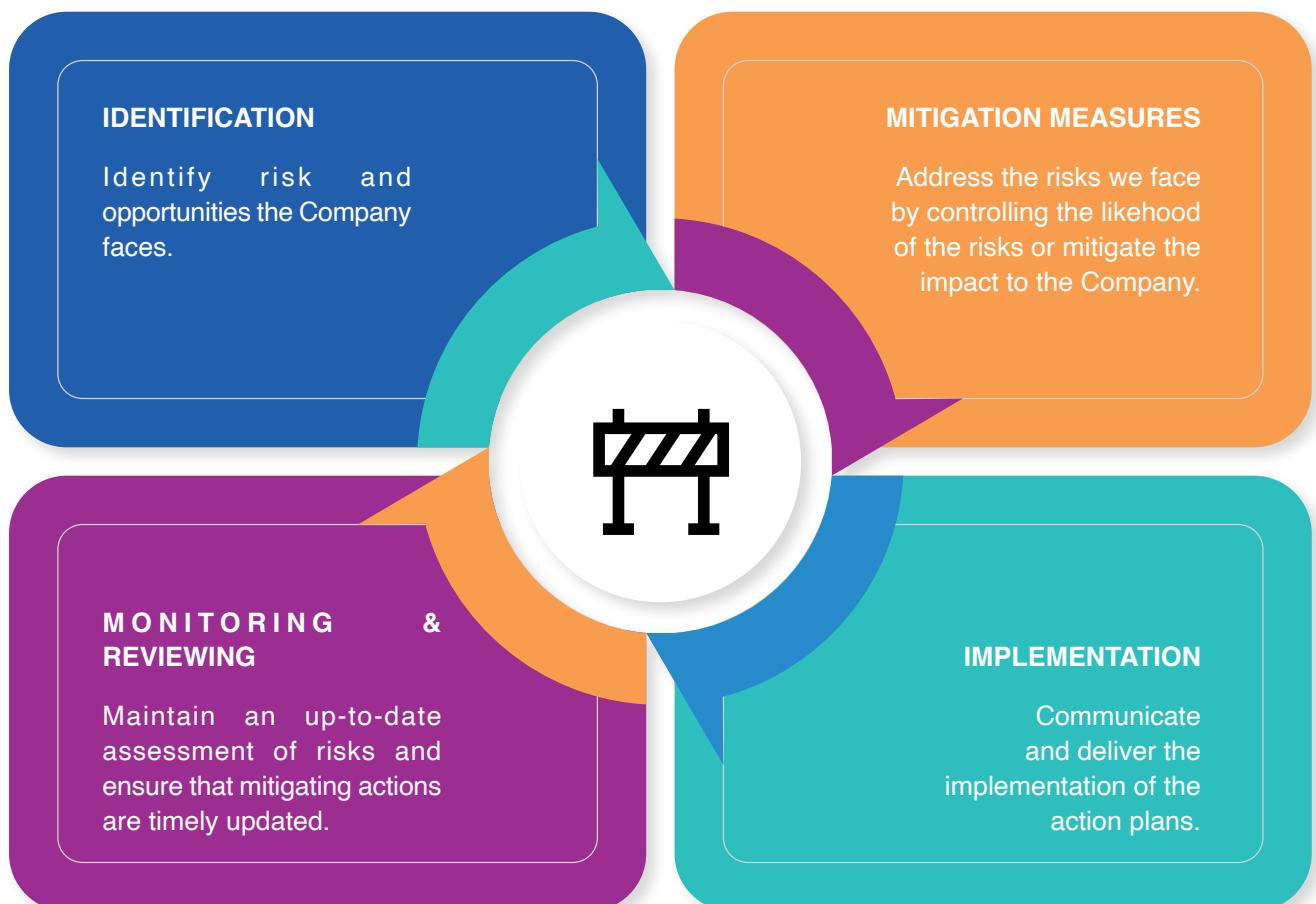 IDENTIFICATION
Identify risk and
opportunities the Company
faces.
MITIGATION MEASURES
Address the risks we face
by controlling the likehood
of the risks or mitigate the
impact to the Company.
MONITORING &
REVIEWING
Maintain an up-to-date
assessment of risks and
ensure that mitigating actions
are timely updated.
IMPLEMENTATION
Communicate
and deliver the
implementation of the
action plans.